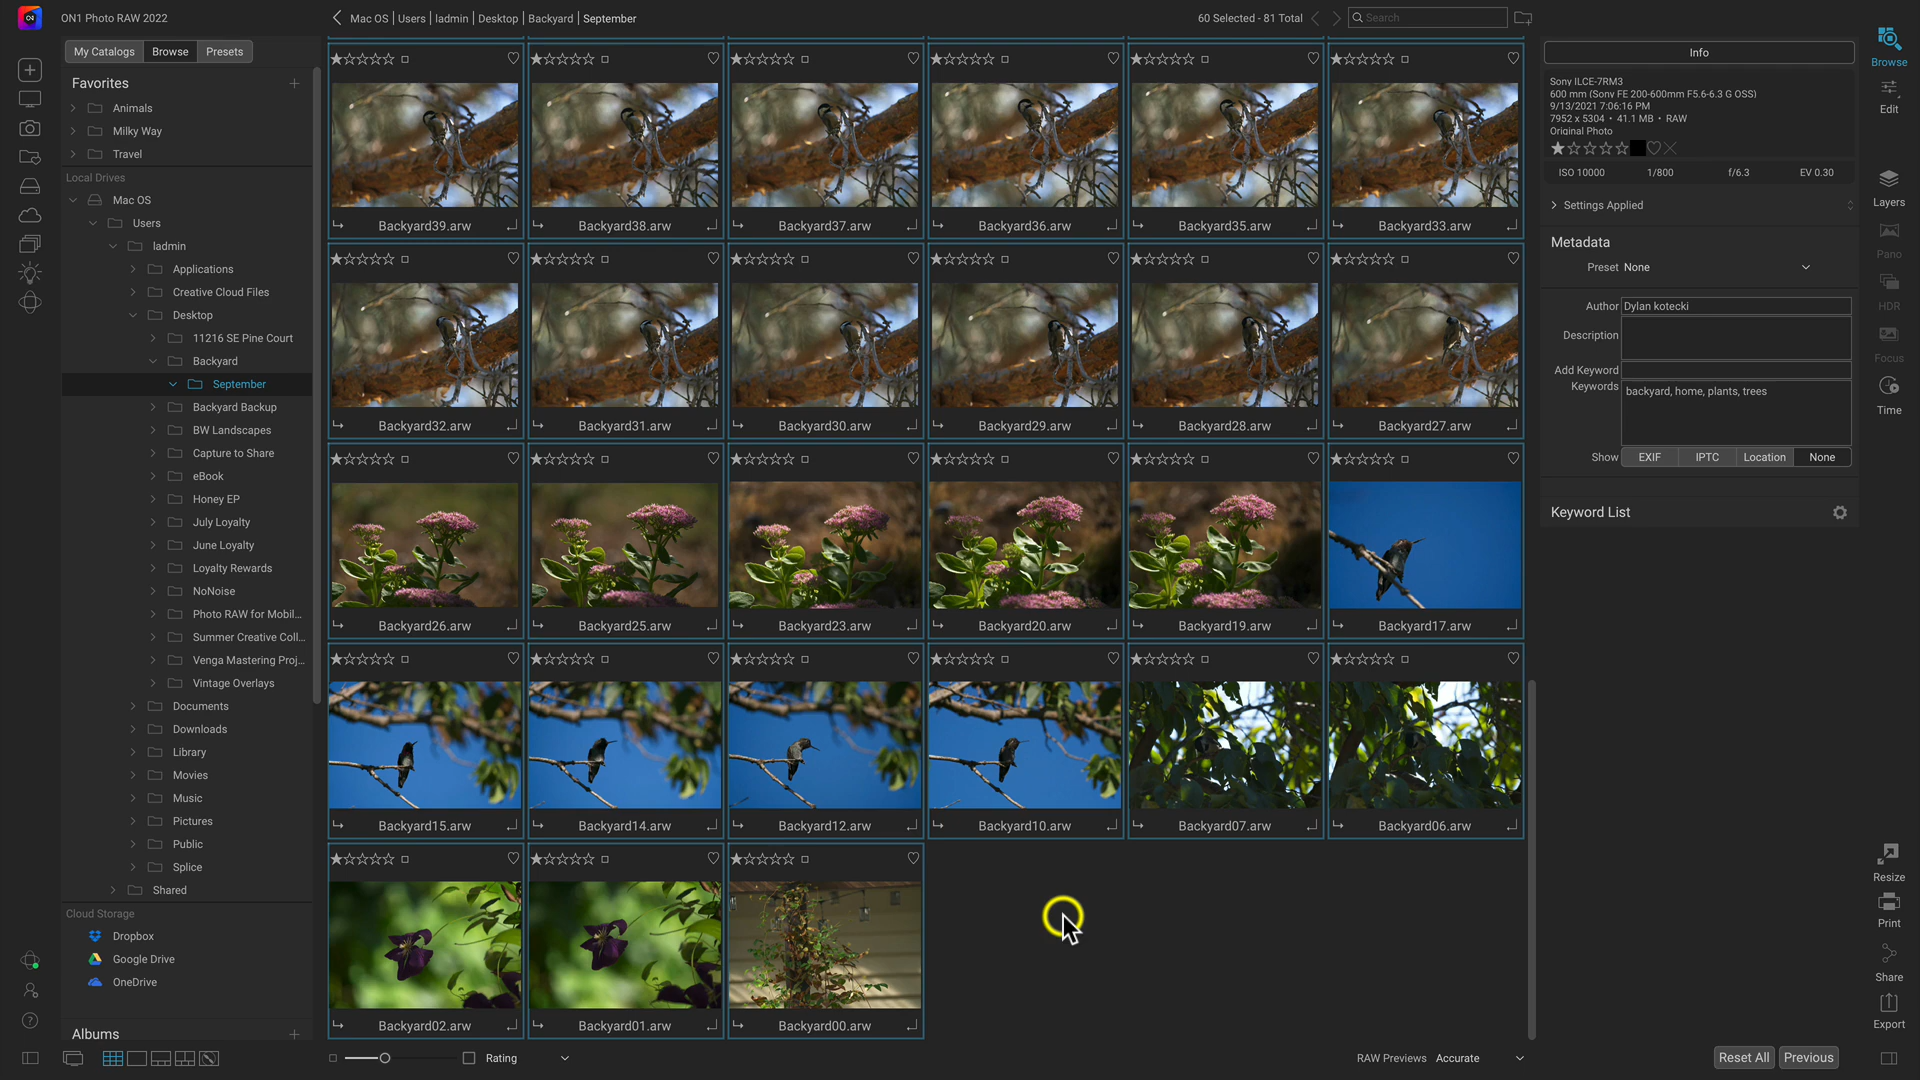 ON1 Photo RAW 2022
Mac OS | Users | ladmin | Desktop | Backyard | September
60 Selected - 81 Total
Search
My Catalogs Browse Presets
Favorites
Animals
Milky Way
Travel
Local Drives
Mac OS
Users
ladmin
Applications
Creative Cloud Files
Desktop
11216 SE Pine Court
Backyard
September
Backyard Backup
BW Landscapes
Capture to Share
eBook
Honey EP
July Loyalty
June Loyalty
Loyalty Rewards
NoNoise
Photo RAW for Mobil...
Summer Creative Coll...
Venga Mastering Proj...
Vintage Overlays
Documents
Downloads
Library
Movies
Music
Pictures
Public
Splice
Shared
Cloud Storage
Dropbox
Google Drive
OneDrive
Albums
Backyard39.arw Backyard38.arw Backyard37.arw Backyard36.arw Backyard35.arw Backyard33.arw
Backyard32.arw Backyard31.arw Backyard30.arw Backyard29.arw Backyard28.arw Backyard27.arw
Backyard26.arw Backyard25.arw Backyard23.arw Backyard20.arw Backyard19.arw Backyard17.arw
Backyard15.arw Backyard14.arw Backyard12.arw Backyard10.arw Backyard07.arw Backyard06.arw
Backyard02.arw Backyard01.arw Backyard00.arw
Rating
RAW Previews Accurate
Info
Sony ILCE-7RM3
600 mm (Sony FE 200-600mm F5.6-6.3 G OSS)
9/13/2021 7:06:16 PM
7952 x 5304 • 41.1 MB • RAW
Original Photo
ISO 10000 1/800 f/6.3 EV 0.30
Settings Applied
Metadata
Preset None
Author Dylan kotecki
Description
Add Keyword
Keywords backyard, home, plants, trees
Show EXIF IPTC Location None
Keyword List
Reset All Previous
Browse
Edit
Layers
Pano
HDR
Focus
Time
Resize
Print
Share
Export